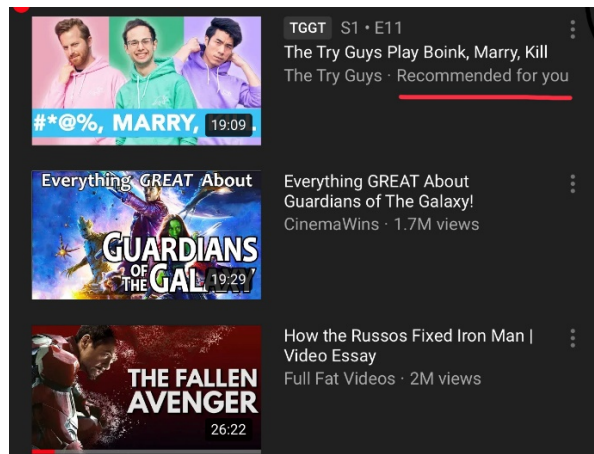 #*@%, MARRY,
19:09
TGGT S1 • E11
The Try Guys Play Boink, Marry, Kill
The Try Guys · Recommended for you
Everything GREAT About
GUARDIANS
OF THE GALAXY
19:29
Everything GREAT About
Guardians of The Galaxy!
CinemaWins · 1.7M views
THE FALLEN
AVENGER
26:22
How the Russos Fixed Iron Man |
Video Essay
Full Fat Videos · 2M views